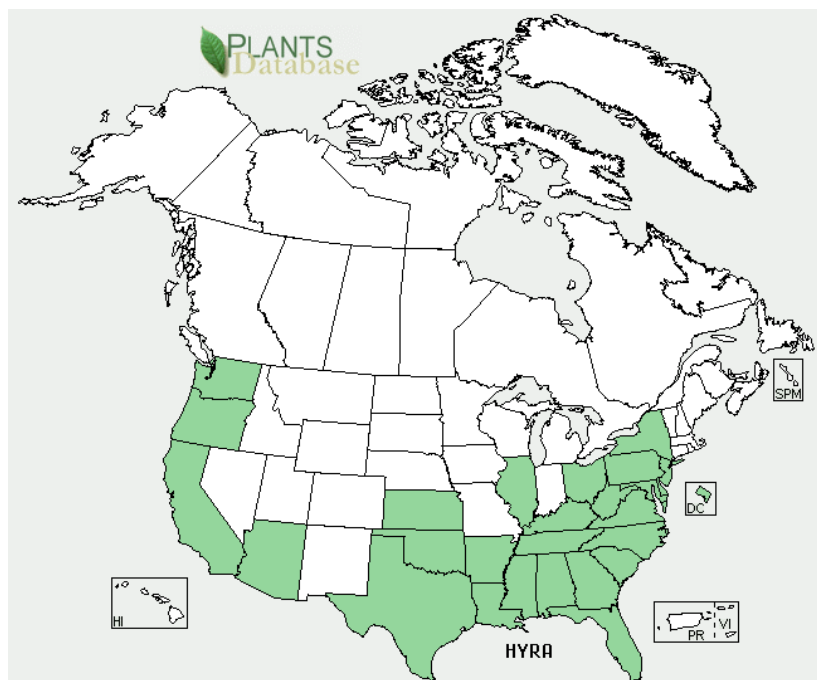 PLANTS
Database
SPM
DC
HI
PR
VI
HYRA